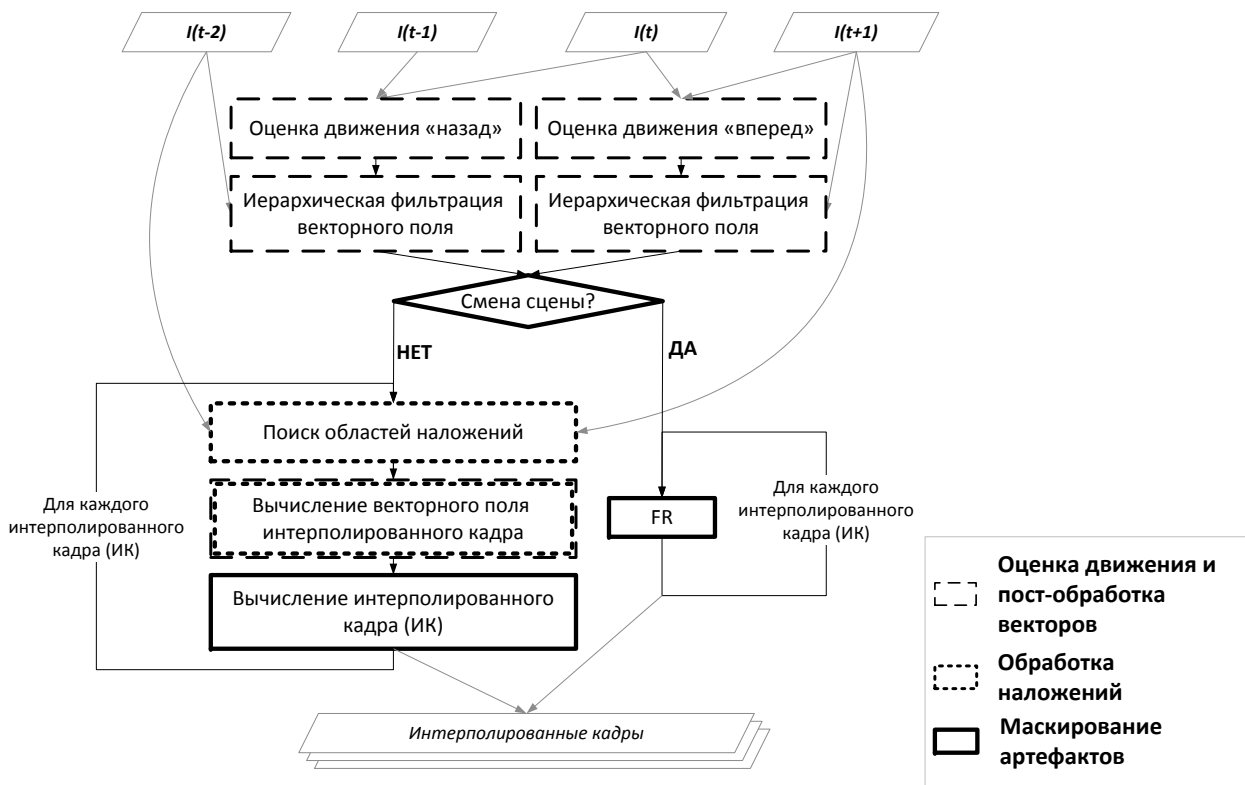 I(t-2)
I(t-1)
I(t)
I(t+1)
Оценка движения «назад»
Оценка движения «вперед»
Иерархическая фильтрация
векторного поля
Иерархическая фильтрация
векторного поля
Смена сцены?
НЕТ
ДА
Поиск областей наложений
Для каждого
интерполированного
кадра (ИК)
Вычисление векторного поля
интерполированного кадра
FR
Для каждого
интерполированного
кадра (ИК)
Вычисление интерполированного
кадра (ИК)
Интерполированные кадры
Оценка движения и
пост-обработка
векторов
Обработка
наложений
Маскирование
артефактов